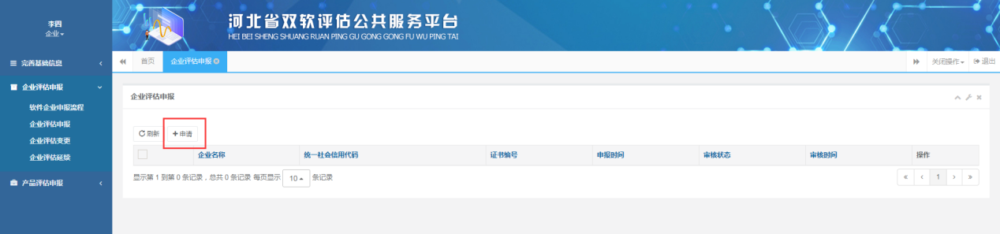 李四
企业
河北省双软评估公共服务平台
HEI BEI SHENG SHUANG RUAN PING GU GONG GONG FU WU PING TAI
完善基础信息
首页 企业评估申报
关闭操作 退出
企业评估申报
软件企业申报流程
企业评估申报
企业评估变更
企业评估延续
产品评估申报
企业评估申报
刷新 申请
企业名称 统一社会信用代码 证书编号 申报时间 审核状态 审核时间 操作
显示第 1 到第 0 条记录，总共 0 条记录 每页显示 10 条记录
« ‹ 1 › »